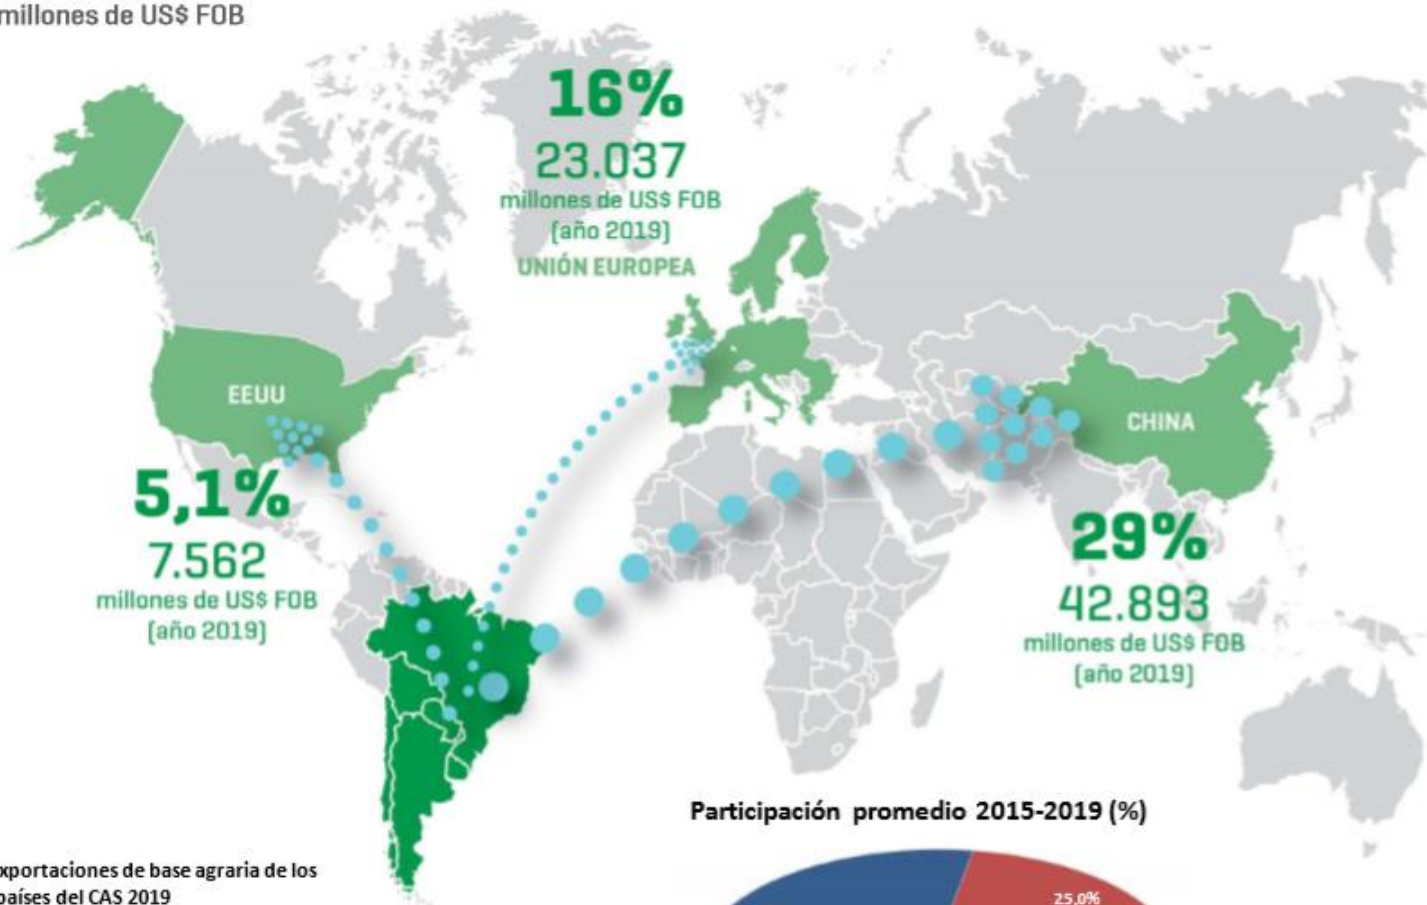 millones de US$ FOB
16%
23.037
millones de US$ FOB
(año 2019)
UNIÓN EUROPEA
EEUU
CHINA
5,1%
7.562
millones de US$ FOB
(año 2019)
29%
42.893
millones de US$ FOB
(año 2019)
Participación promedio 2015-2019 (%)
xportaciones de base agraria de los
países del CAS 2019
25,0%